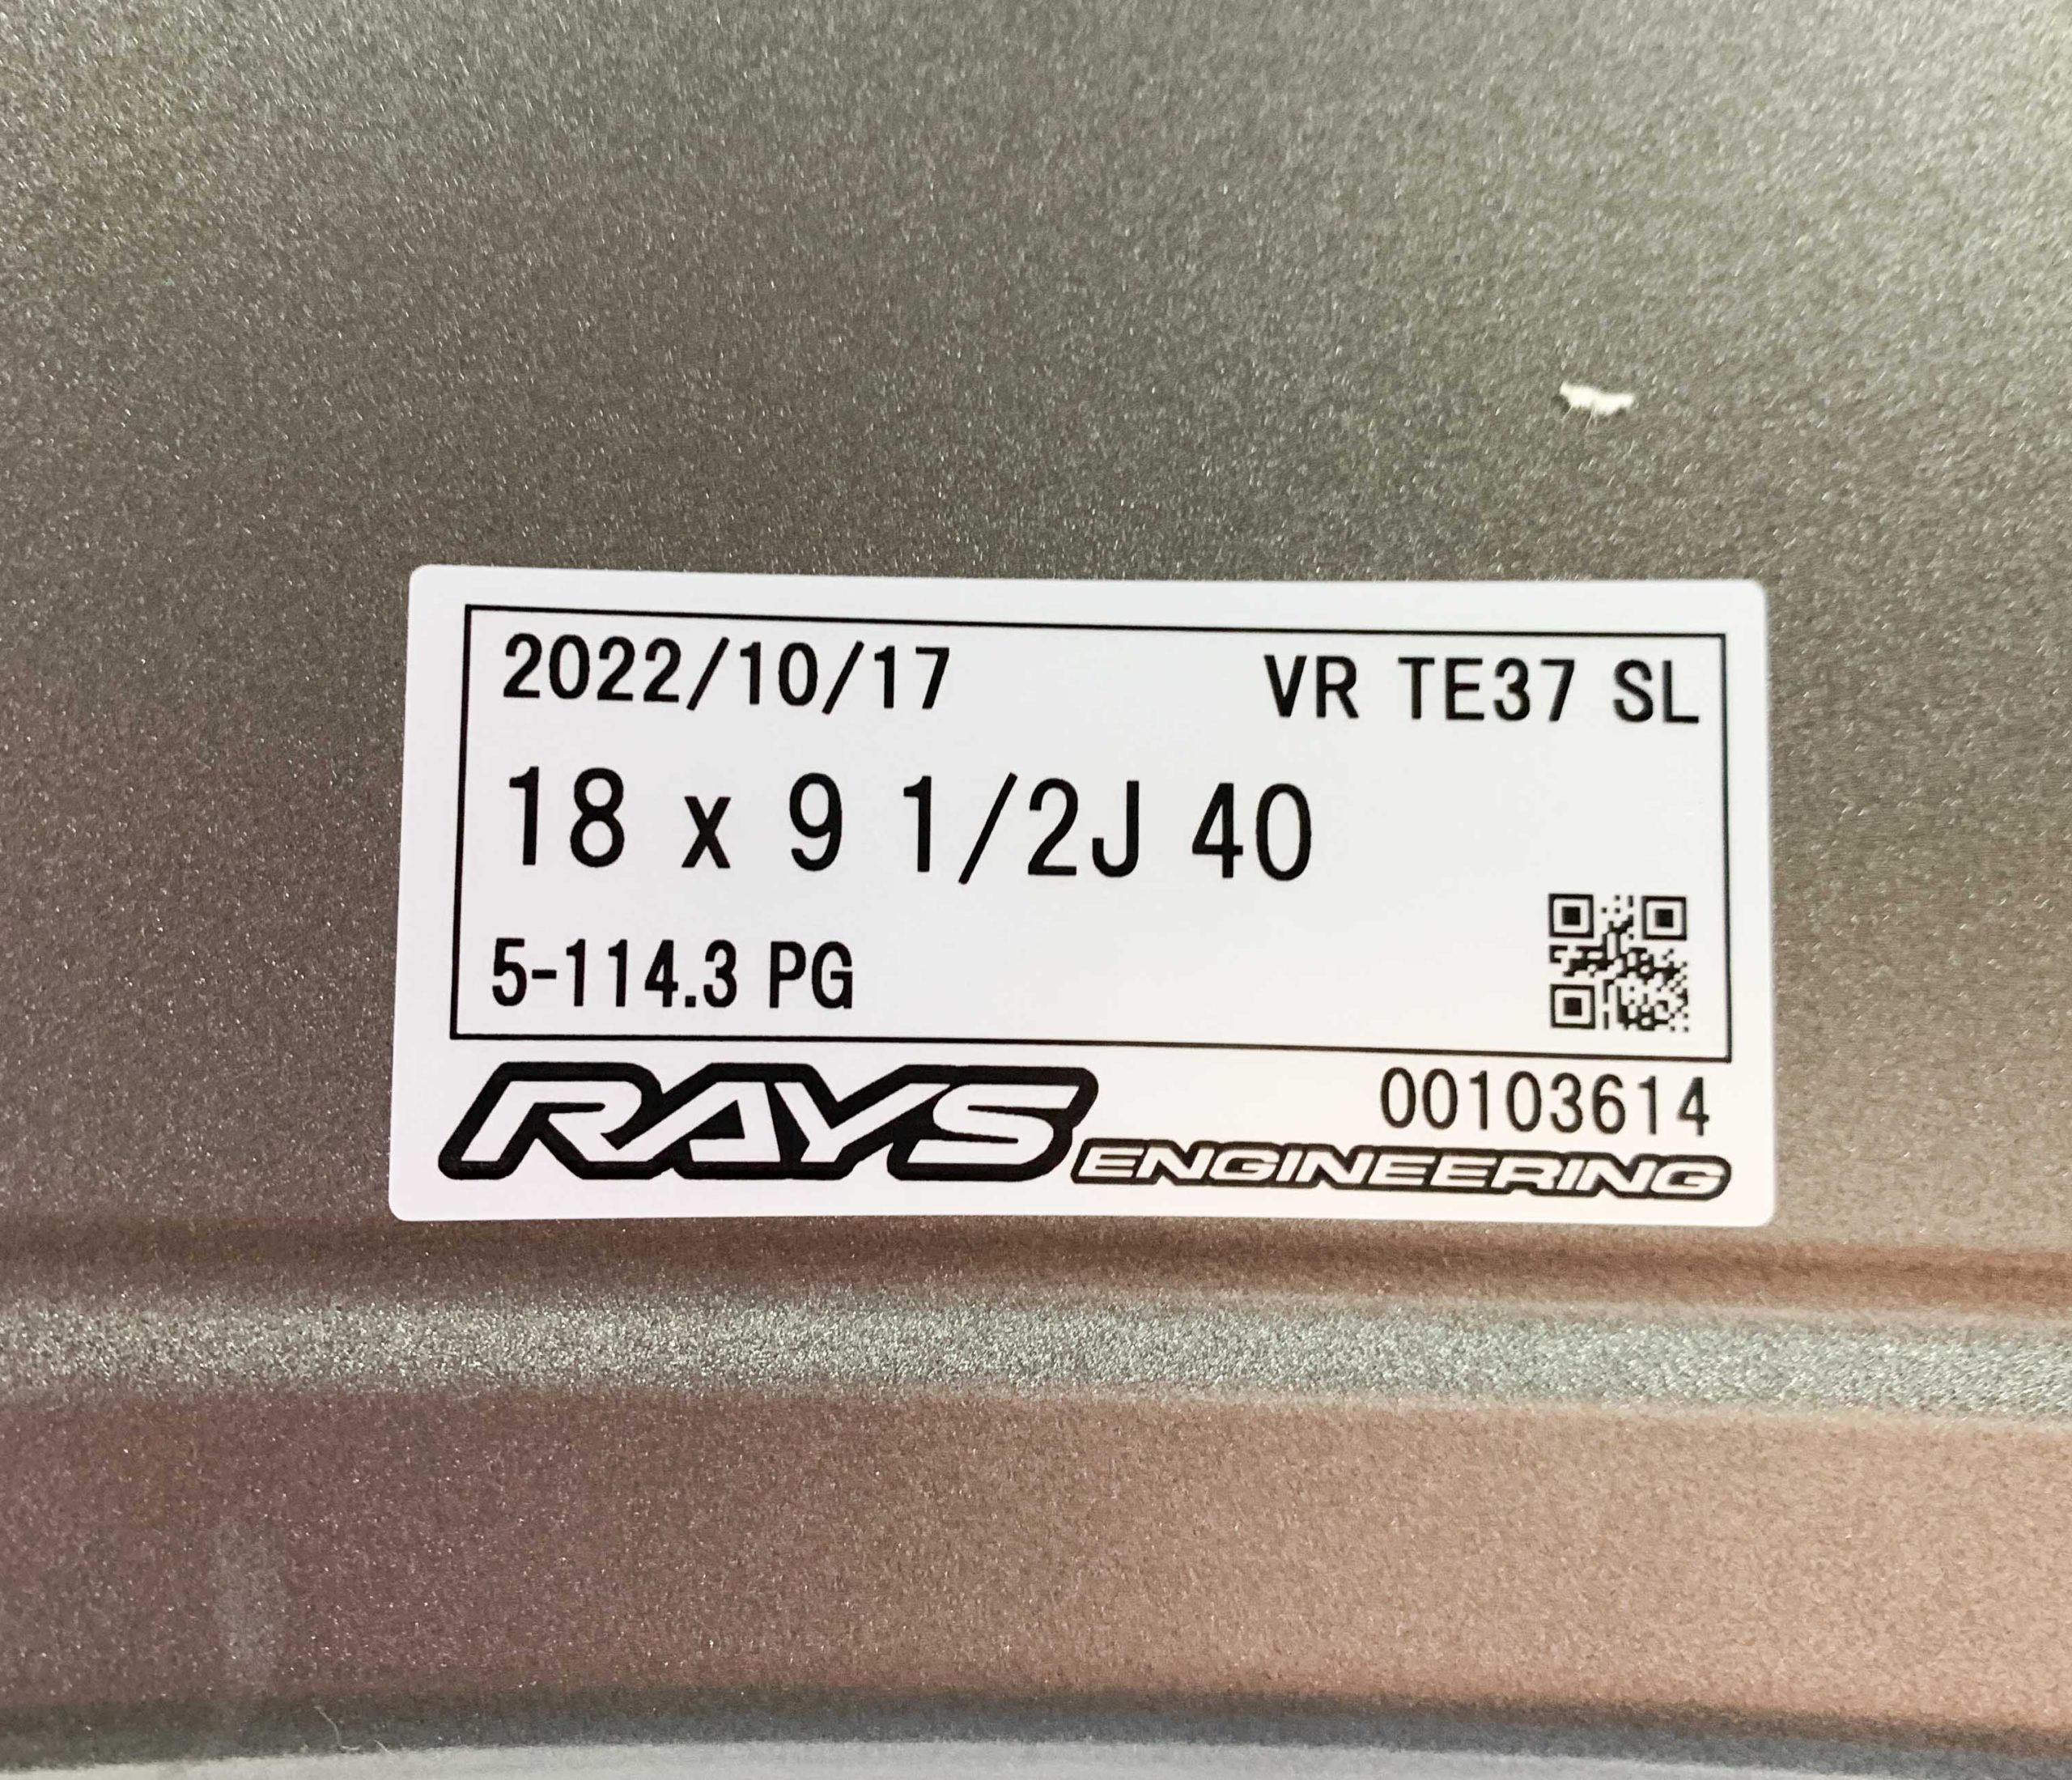 2022/10/17 VR TE37 SL
18 x 9 1/2J 40
5-114.3 PG
00103614
RAYS ENGINEERING